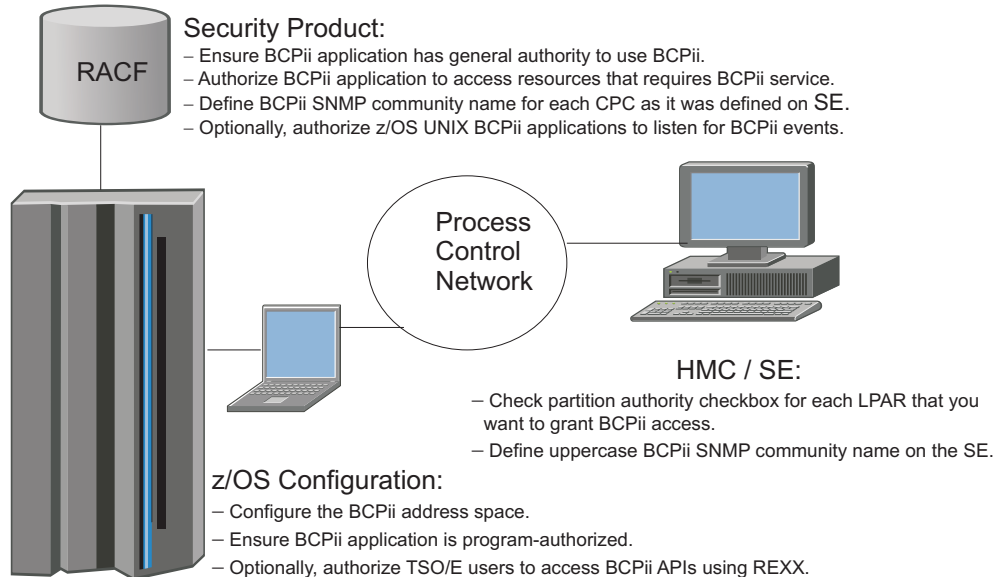 Security Product:
– Ensure BCPii application has general authority to use BCPii.
– Authorize BCPii application to access resources that requires BCPii service.
– Define BCPii SNMP community name for each CPC as it was defined on SE.
– Optionally, authorize z/OS UNIX BCPii applications to listen for BCPii events.
RACF
Process
Control
Network
HMC / SE:
– Check partition authority checkbox for each LPAR that you
want to grant BCPii access.
– Define uppercase BCPii SNMP community name on the SE.
z/OS Configuration:
– Configure the BCPii address space.
– Ensure BCPii application is program-authorized.
– Optionally, authorize TSO/E users to access BCPii APIs using REXX.